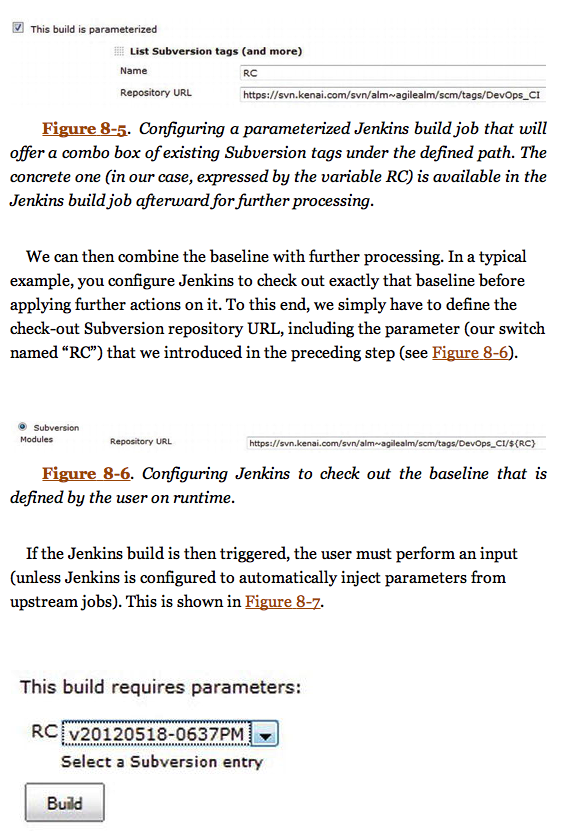 This build is parameterized
List Subversion tags (and more)
Name RC
Repository URL https://svn.kenai.com/svn/alm~agilealm/scm/tags/DevOps_CI
Figure 8-5. Configuring a parameterized Jenkins build job that will
offer a combo box of existing Subversion tags under the defined path. The
concrete one (in our case, expressed by the variable RC) is available in the
Jenkins build job afterward for further processing.
We can then combine the baseline with further processing. In a typical
example, you configure Jenkins to check out exactly that baseline before
applying further actions on it. To this end, we simply have to define the
check-out Subversion repository URL, including the parameter (our switch
named “RC”) that we introduced in the preceding step (see Figure 8-6).
Subversion
Modules Repository URL https://svn.kenai.com/svn/alm~agilealm/scm/tags/DevOps_CI/${RC}
Figure 8-6. Configuring Jenkins to check out the baseline that is
defined by the user on runtime.
If the Jenkins build is then triggered, the user must perform an input
(unless Jenkins is configured to automatically inject parameters from
upstream jobs). This is shown in Figure 8-7.
This build requires parameters:
RC v20120518-0637PM
Select a Subversion entry
Build